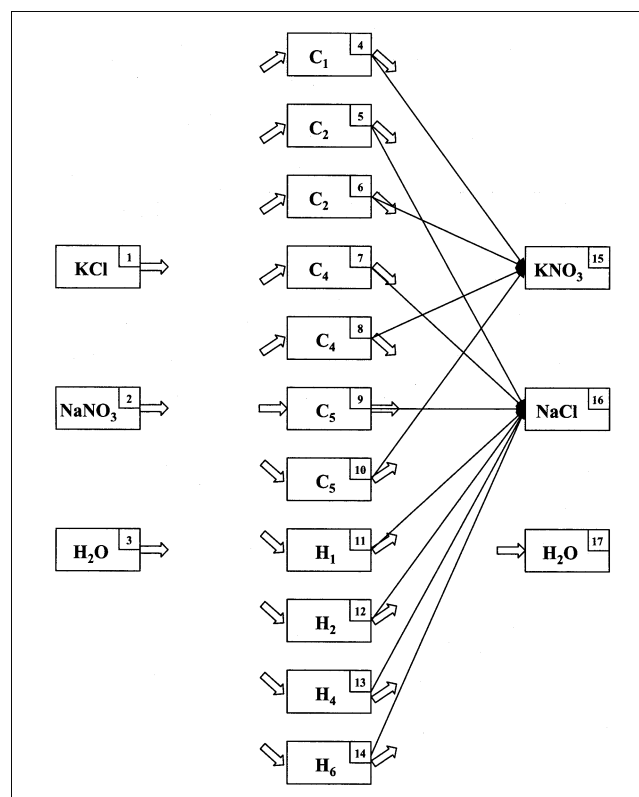 C₁ 4
C₂ 5
C₂ 6
KCl 1
C₄ 7
KNO₃ 15
C₄ 8
NaNO₃ 2
C₅ 9
NaCl 16
C₅ 10
H₂O 3
H₁ 11
H₂O 17
H₂ 12
H₄ 13
H₆ 14